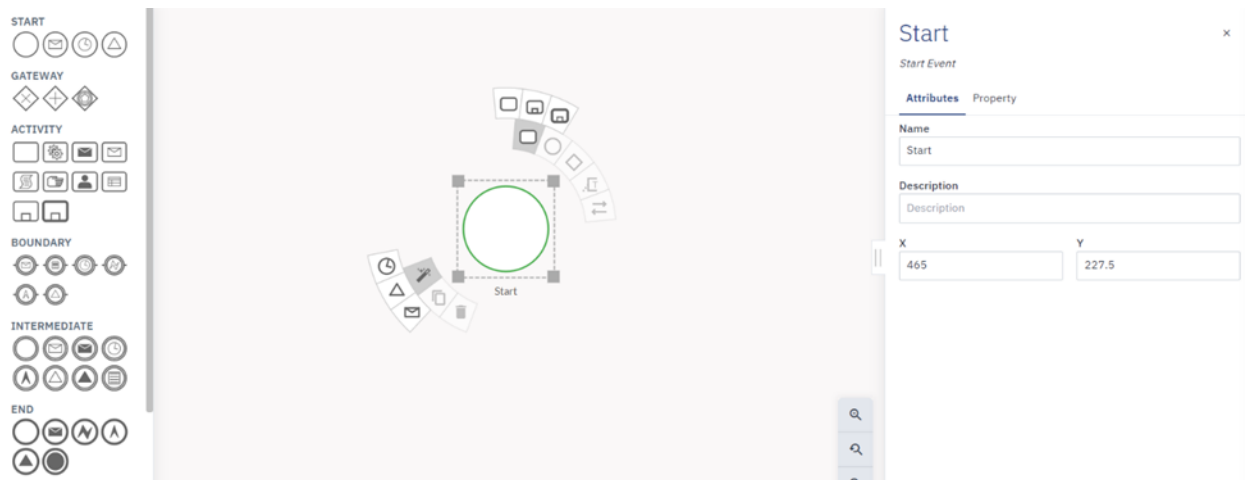 START
GATEWAY
ACTIVITY
BOUNDARY
INTERMEDIATE
END
Start
Start
×
Start Event
Attributes Property
Name
Start
Description
Description
X Y
465 227.5